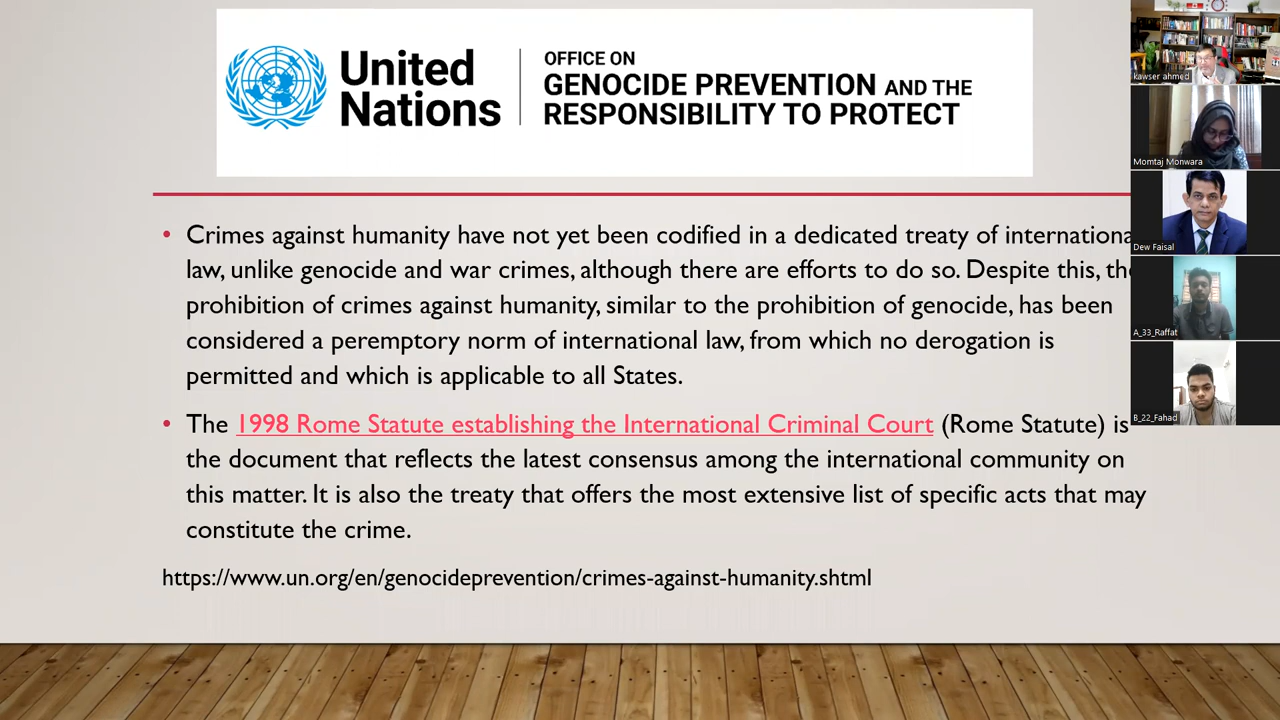 United
Nations
OFFICE ON
GENOCIDE PREVENTION AND THE
RESPONSIBILITY TO PROTECT
• Crimes against humanity have not yet been codified in a dedicated treaty of internationa
law, unlike genocide and war crimes, although there are efforts to do so. Despite this, the
prohibition of crimes against humanity, similar to the prohibition of genocide, has been
considered a peremptory norm of international law, from which no derogation is
permitted and which is applicable to all States.
• The 1998 Rome Statute establishing the International Criminal Court (Rome Statute) is
the document that reflects the latest consensus among the international community on
this matter. It is also the treaty that offers the most extensive list of specific acts that may
constitute the crime.
https://www.un.org/en/genocideprevention/crimes-against-humanity.shtml
kawser ahmed
Momtaj Monwara
Dew Faisal
A_33_Raffat
B_22_Fahad